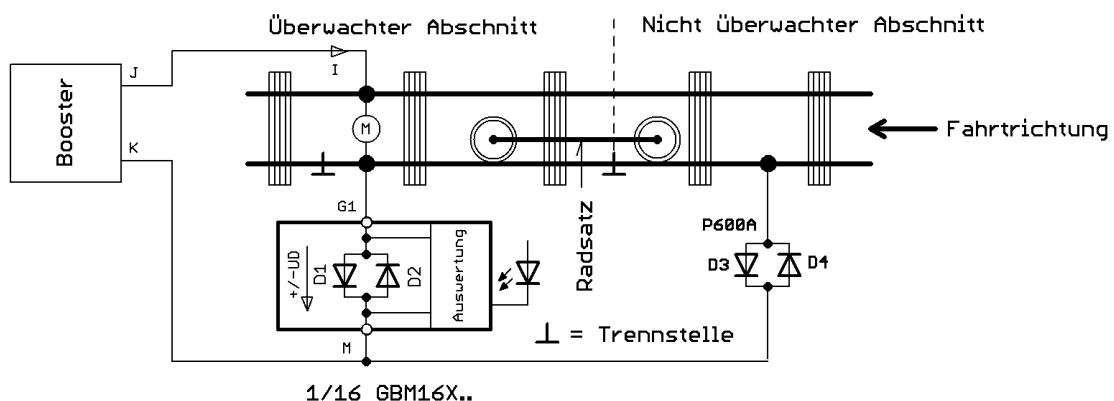 Überwachter Abschnitt
Nicht überwachter Abschnitt
J
I
Booster
K
M
Fahrtrichtung
G1
P600A
Radsatz
+/-UD
D1
D2
Auswertung
D3
D4
= Trennstelle
M
1/16 GBM16X..